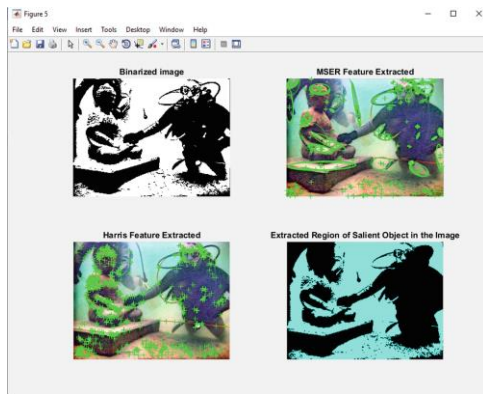 Figure 5
File Edit View Insert Tools Desktop Window Help
Binarized image
MSER Feature Extracted
Harris Feature Extracted
Extracted Region of Salient Object in the Image